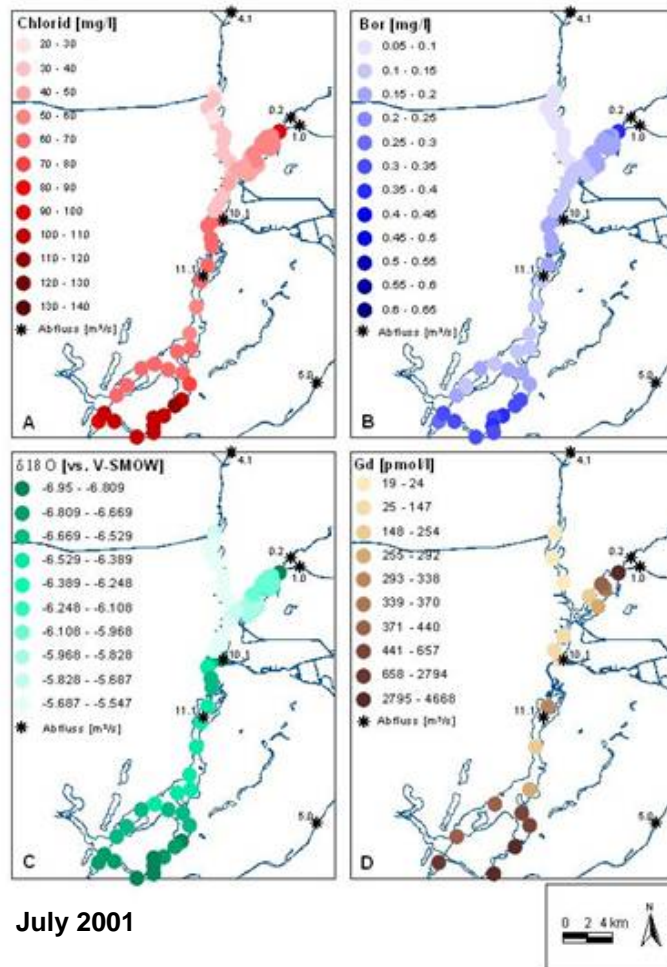 Chlorid [mg/l]
20 - 30
30 - 40
40 - 50
50 - 60
60 - 70
70 - 80
80 - 90
90 - 100
100 - 110
110 - 120
120 - 130
130 - 140
Abfluss [m³/s]
4.1
0.2
1.0
10.1
11.1
5.0
A
Bor [mg/l]
0.05 - 0.1
0.1 - 0.15
0.15 - 0.2
0.2 - 0.25
0.25 - 0.3
0.3 - 0.35
0.35 - 0.4
0.4 - 0.45
0.45 - 0.5
0.5 - 0.55
0.55 - 0.6
0.6 - 0.65
Abfluss [m³/s]
4.1
0.2
1.0
10.1
11.1
5.0
B
δ18 O [vs. V-SMOW]
-6.95 - -6.809
-6.809 - -6.669
-6.669 - -6.529
-6.529 - -6.389
-6.389 - -6.248
-6.248 - -6.108
-6.108 - -5.968
-5.968 - -5.828
-5.828 - -5.687
-5.687 - -5.547
Abfluss [m³/s]
4.1
0.2
1.0
10.1
11.1
5.0
C
Gd [pmol/l]
19 - 24
25 - 147
148 - 254
255 - 292
293 - 338
339 - 370
371 - 440
441 - 657
658 - 2794
2795 - 4668
Abfluss [m³/s]
4.1
0.2
1.0
10.1
11.1
5.0
D
July 2001
0 2 4 km
N